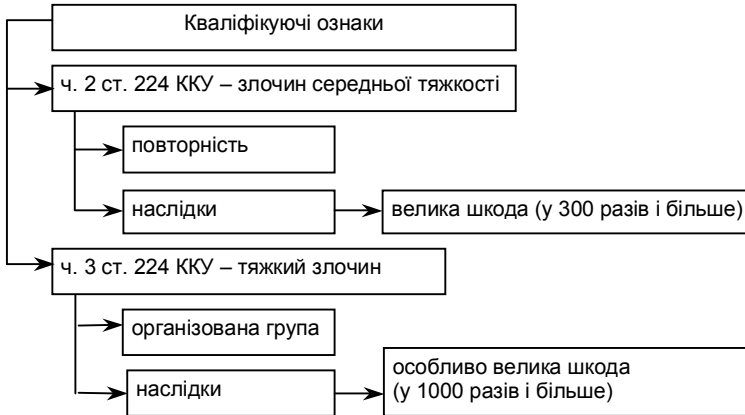 Кваліфікуючі ознаки
ч. 2 ст. 224 ККУ – злочин середньої тяжкості
повторність
наслідки
велика шкода (у 300 разів і більше)
ч. 3 ст. 224 ККУ – тяжкий злочин
організована група
наслідки
особливо велика шкода
(у 1000 разів і більше)